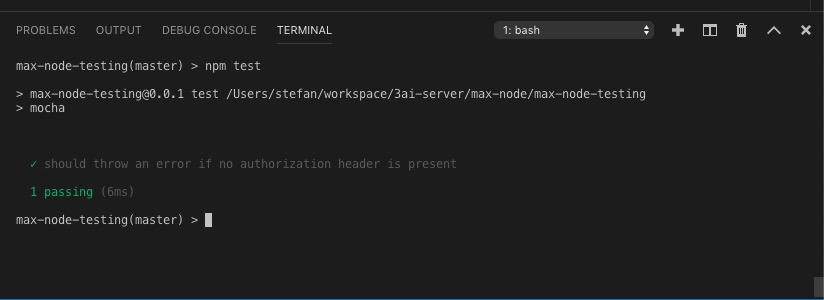 PROBLEMS OUTPUT DEBUG CONSOLE TERMINAL 1: bash
max-node-testing(master) > npm test
> max-node-testing@0.0.1 test /Users/stefan/workspace/3ai-server/max-node/max-node-testing
> mocha
✓ should throw an error if no authorization header is present
1 passing (6ms)
max-node-testing(master) >